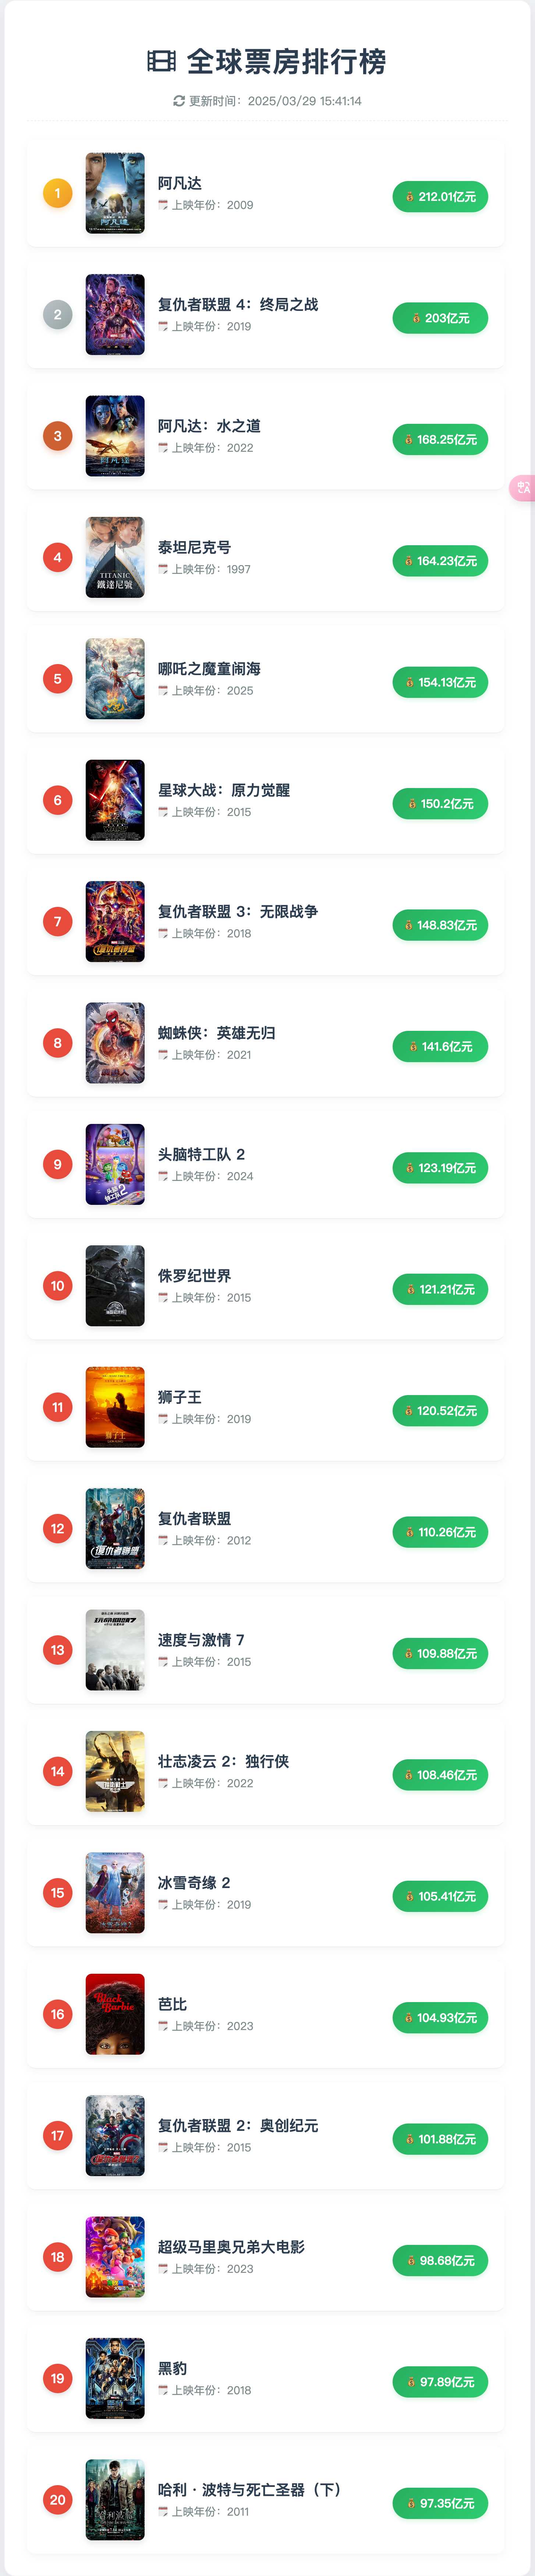 全球票房排行榜
更新时间：2025/03/29 15:41:14
1
阿凡达
上映年份：2009
212.01亿元
2
复仇者联盟 4：终局之战
上映年份：2019
203亿元
3
阿凡达：水之道
上映年份：2022
168.25亿元
4
TITANIC
鐵達尼號
泰坦尼克号
上映年份：1997
164.23亿元
5
哪吒之魔童闹海
上映年份：2025
154.13亿元
6
星球大战：原力觉醒
上映年份：2015
150.2亿元
7
复仇者联盟 3：无限战争
上映年份：2018
148.83亿元
8
蜘蛛侠：英雄无归
上映年份：2021
141.6亿元
9
头脑特工队 2
上映年份：2024
123.19亿元
10
侏罗纪世界
上映年份：2015
121.21亿元
11
狮子王
上映年份：2019
120.52亿元
12
復仇者聯盟
复仇者联盟
上映年份：2012
110.26亿元
13
速度与激情 7
上映年份：2015
109.88亿元
14
壮志凌云 2：独行侠
上映年份：2022
108.46亿元
15
冰雪奇缘 2
上映年份：2019
105.41亿元
16
Black
Barbie
芭比
上映年份：2023
104.93亿元
17
复仇者联盟 2：奥创纪元
上映年份：2015
101.88亿元
18
超级马里奥兄弟大电影
上映年份：2023
98.68亿元
19
黑豹
上映年份：2018
97.89亿元
20
哈利·波特与死亡圣器（下）
上映年份：2011
97.35亿元